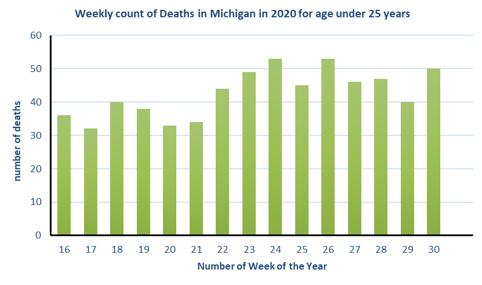 Weekly count of Deaths in Michigan in 2020 for age under 25 years
60
50
40
30
20
10
0
number of deaths
16 17 18 19 20 21 22 23 24 25 26 27 28 29 30
Number of Week of the Year